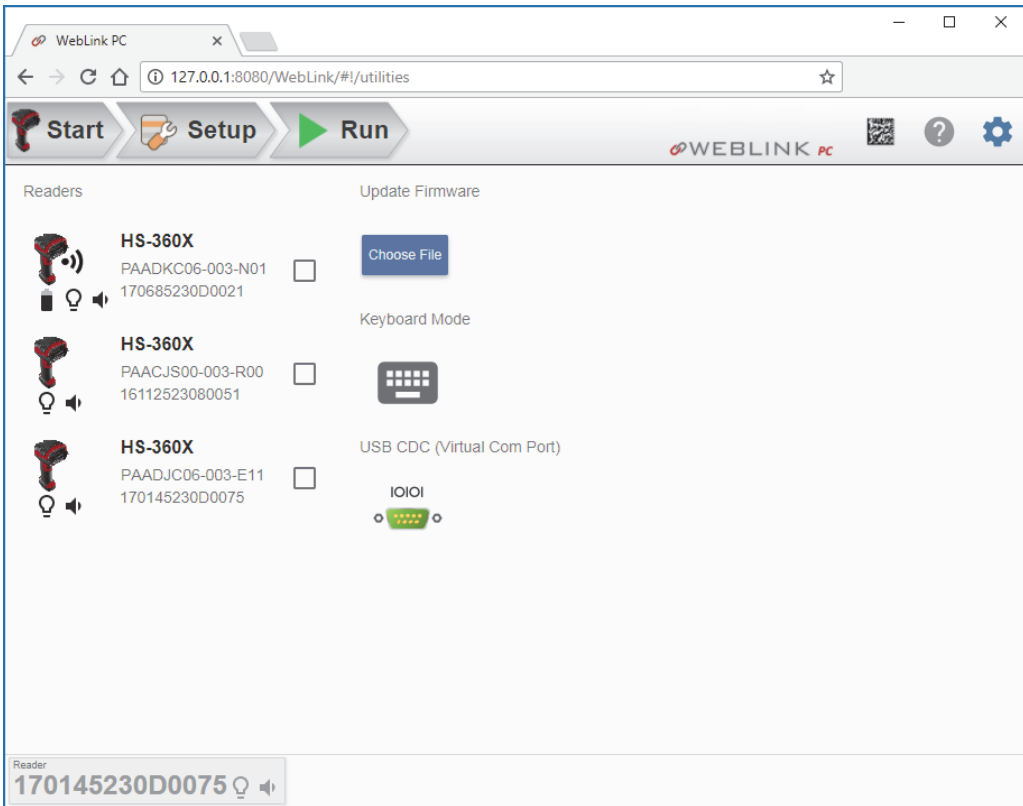 WebLink PC
127.0.0.1:8080/WebLink/#!/utilities
Start
Setup
Run
WEBLINK PC
Readers
Update Firmware
HS-360X
PAADKC06-003-N01
170685230D0021
Choose File
Keyboard Mode
HS-360X
PAACJS00-003-R00
16112523080051
HS-360X
PAADJC06-003-E11
170145230D0075
USB CDC (Virtual Com Port)
IOIOI
Reader
170145230D0075